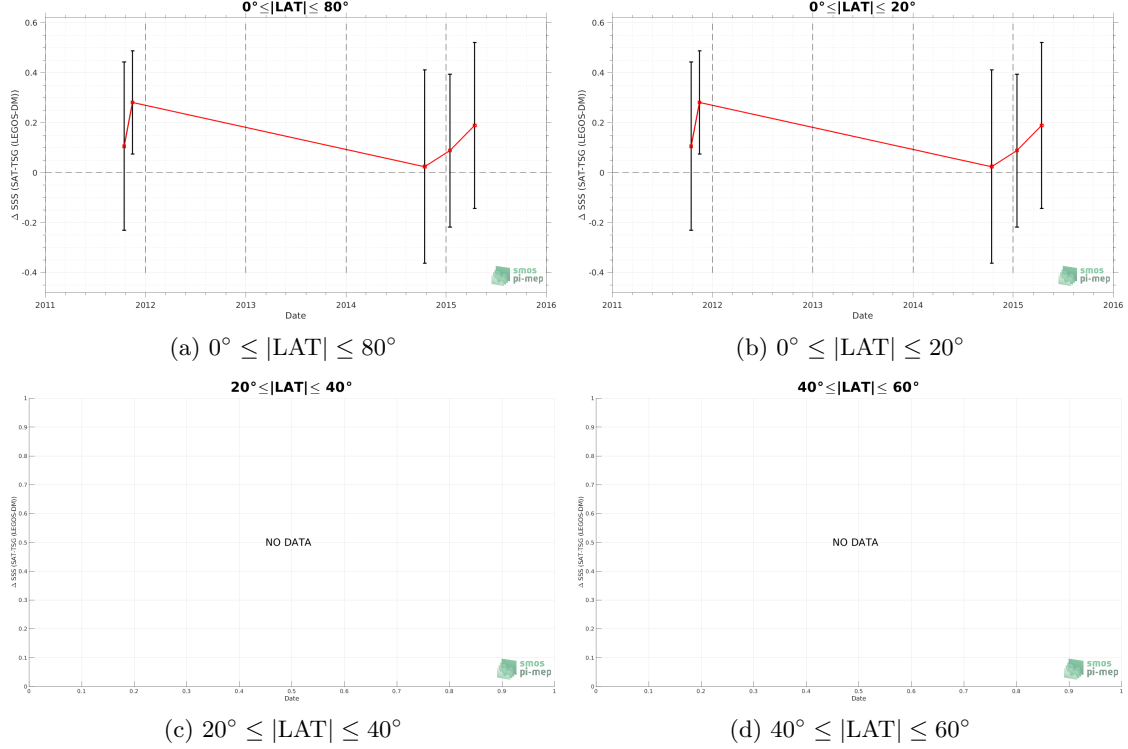 0°≤|LAT|≤ 80°
0.6
0.4
0.2
0
-0.2
-0.4
Δ SSS (SAT-TSG (LEGOS-DM))
2011
2012
2013
2014
2015
2016
Date
smos
pi-mep
(a) 0° ≤ |LAT| ≤ 80°
0°≤|LAT|≤ 20°
0.6
0.4
0.2
0
-0.2
-0.4
Δ SSS (SAT-TSG (LEGOS-DM))
2011
2012
2013
2014
2015
2016
Date
smos
pi-mep
(b) 0° ≤ |LAT| ≤ 20°
20°≤|LAT|≤ 40°
1
0.9
0.8
0.7
0.6
0.5
0.4
0.3
0.2
0.1
0
Δ SSS (SAT-TSG (LEGOS-DM))
NO DATA
0
0.1
0.2
0.3
0.4
0.5
0.6
0.7
0.8
0.9
1
Date
smos
pi-mep
(c) 20° ≤ |LAT| ≤ 40°
40°≤|LAT|≤ 60°
1
0.9
0.8
0.7
0.6
0.5
0.4
0.3
0.2
0.1
0
Δ SSS (SAT-TSG (LEGOS-DM))
NO DATA
0
0.1
0.2
0.3
0.4
0.5
0.6
0.7
0.8
0.9
1
Date
smos
pi-mep
(d) 40° ≤ |LAT| ≤ 60°